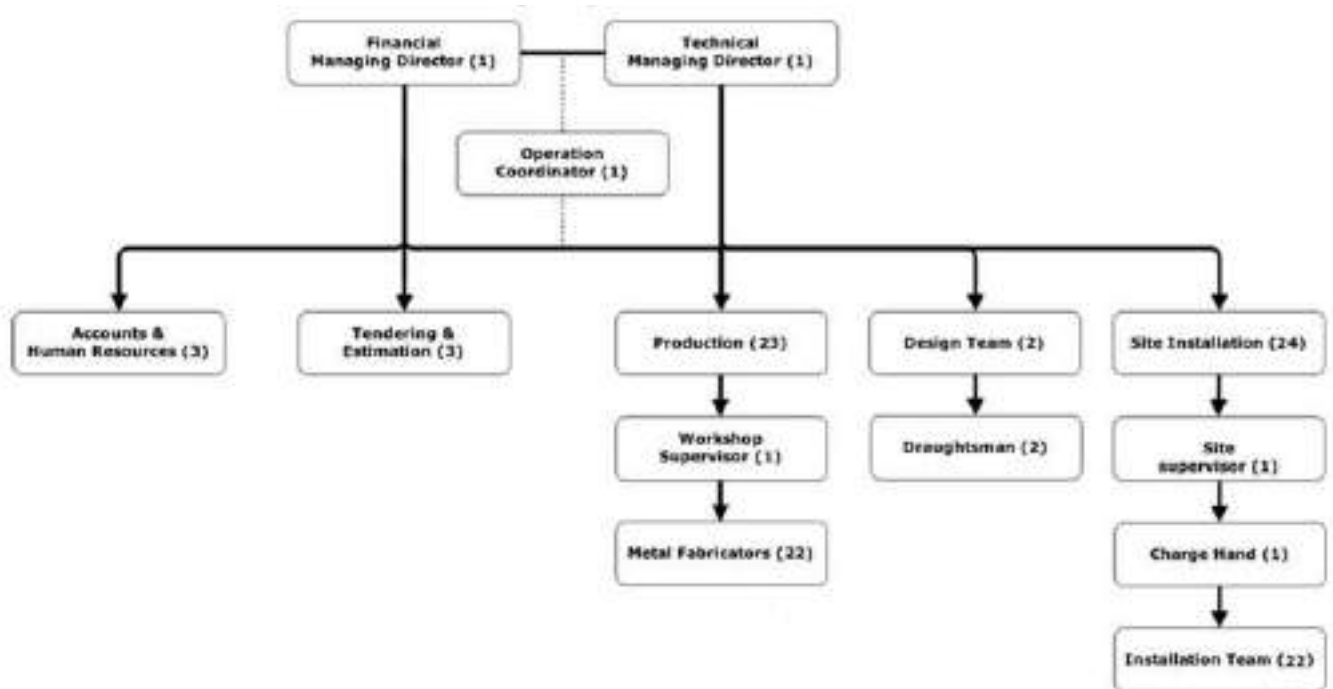 Financial
Managing Director (1)
Technical
Managing Director (1)
Operation
Coordinator (1)
Accounts &
Human Resources (3)
Tendering &
Estimation (3)
Production (23)
Design Team (2)
Site Installation (24)
Workshop
Supervisor (1)
Draughtsman (2)
Site
supervisor (1)
Metal Fabricators (22)
Charge Hand (1)
Installation Team (22)